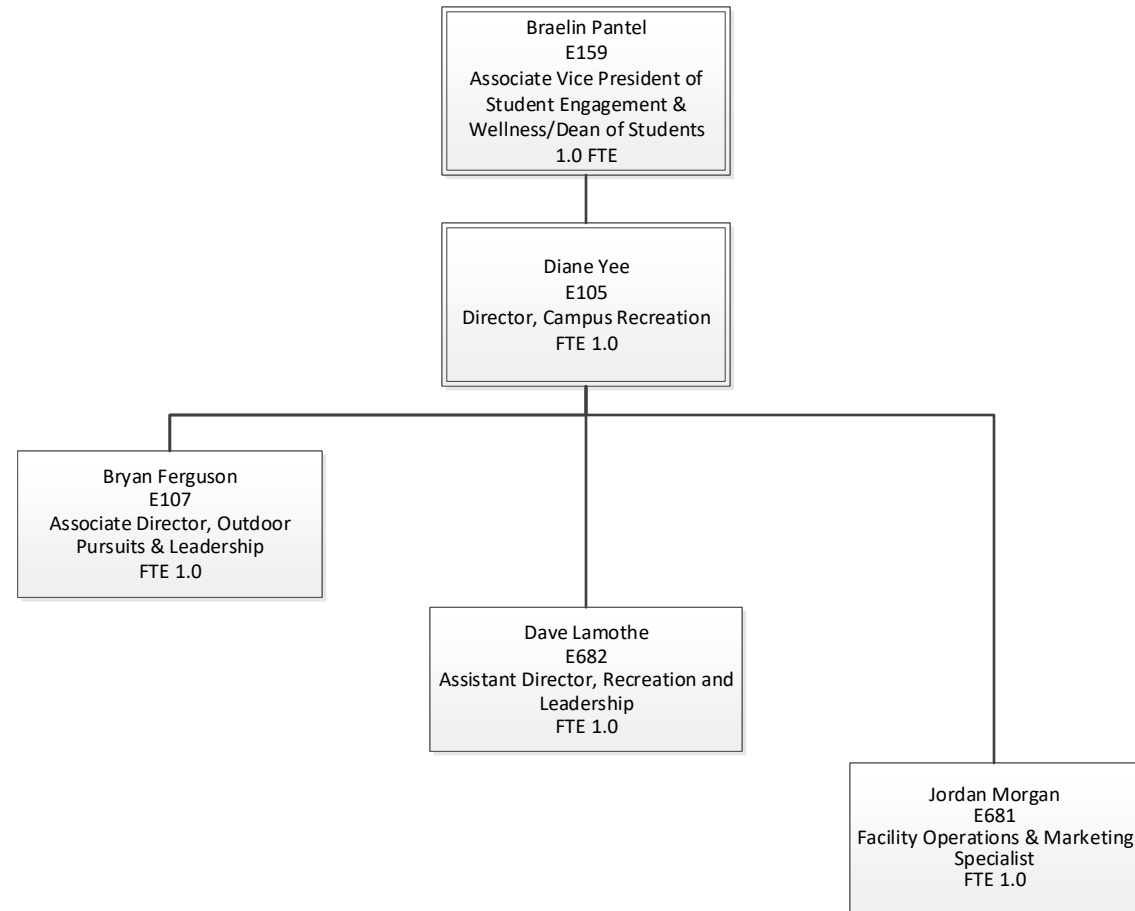 Braelin Pantel
E159
Associate Vice President of
Student Engagement &
Wellness/Dean of Students
1.0 FTE
Diane Yee
E105
Director, Campus Recreation
FTE 1.0
Bryan Ferguson
E107
Associate Director, Outdoor
Pursuits & Leadership
FTE 1.0
Dave Lamothe
E682
Assistant Director, Recreation and
Leadership
FTE 1.0
Jordan Morgan
E681
Facility Operations & Marketing
Specialist
FTE 1.0